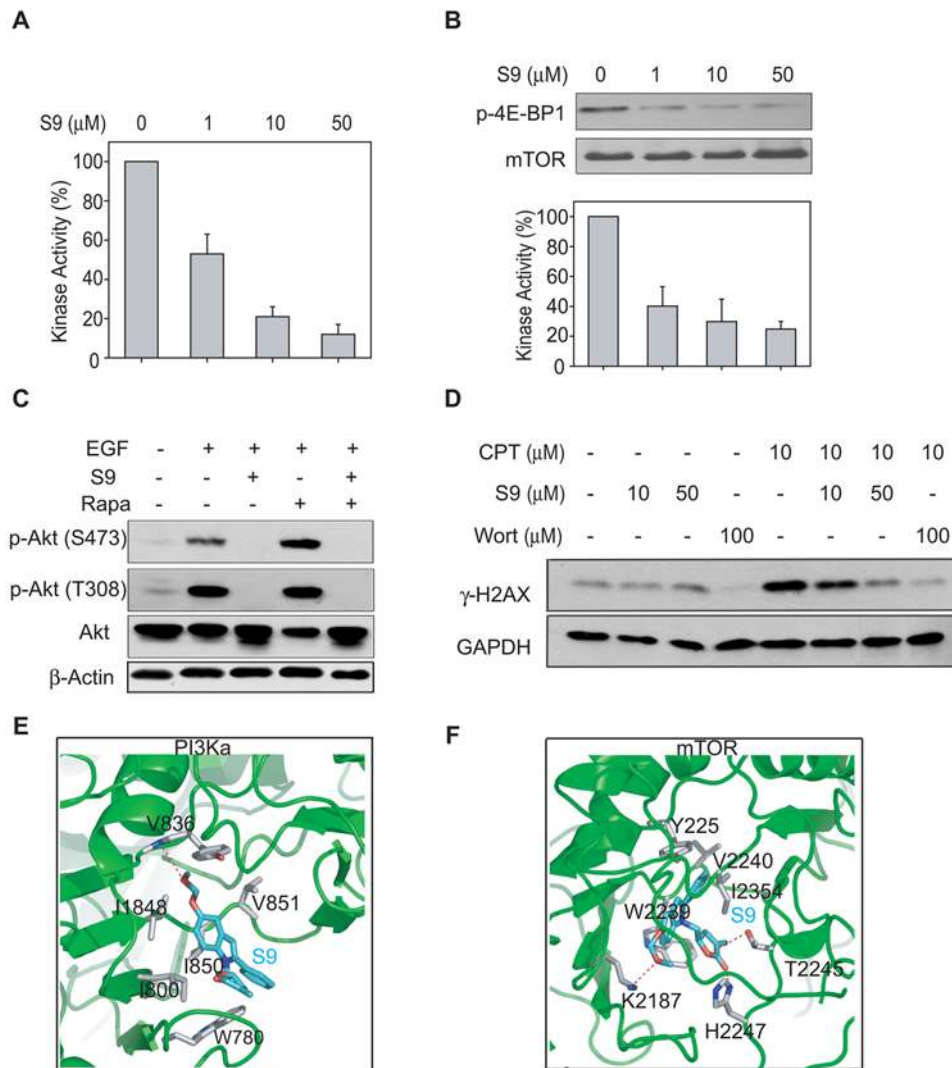 A
S9 (μM) 0 1 10 50
100
80
60
40
20
0
Kinase Activity (%)
B
S9 (μM) 0 1 10 50
p-4E-BP1
mTOR
100
80
60
40
20
0
Kinase Activity (%)
C
EGF - + + + +
S9 - - + - +
Rapa - - - + +
p-Akt (S473)
p-Akt (T308)
Akt
β-Actin
D
CPT (μM) - - - - 10 10 10 10
S9 (μM) - 10 50 - - 10 50 -
Wort (μM) - - - 100 - - - 100
γ-H2AX
GAPDH
E
PI3Ka
V836
V851
I1848
I850
S9
I800
W780
F
mTOR
Y225
V2240
I2354
W2239
S9
T2245
K2187
H2247